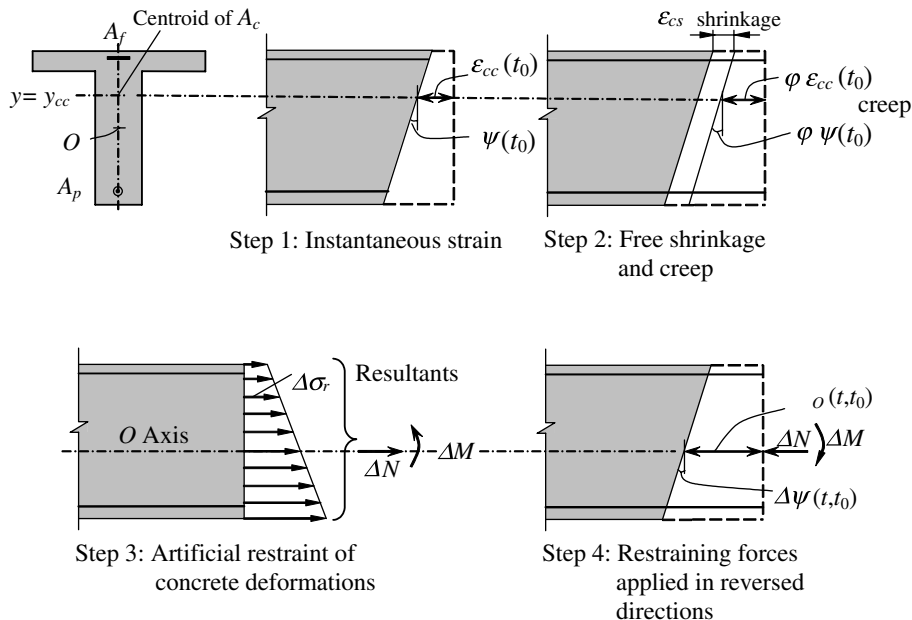 A_f
Centroid of A_c
y = y_cc
O
A_p
ε_cc(t_0)
ψ(t_0)
Step 1: Instantaneous strain
ε_cs shrinkage
φ ε_cc(t_0)
creep
φ ψ(t_0)
Step 2: Free shrinkage
and creep
Δσ_r
Resultants
O Axis
ΔN
ΔM
Step 3: Artificial restraint of
concrete deformations
_O(t,t_0)
ΔN
ΔM
Δψ(t,t_0)
Step 4: Restraining forces
applied in reversed
directions